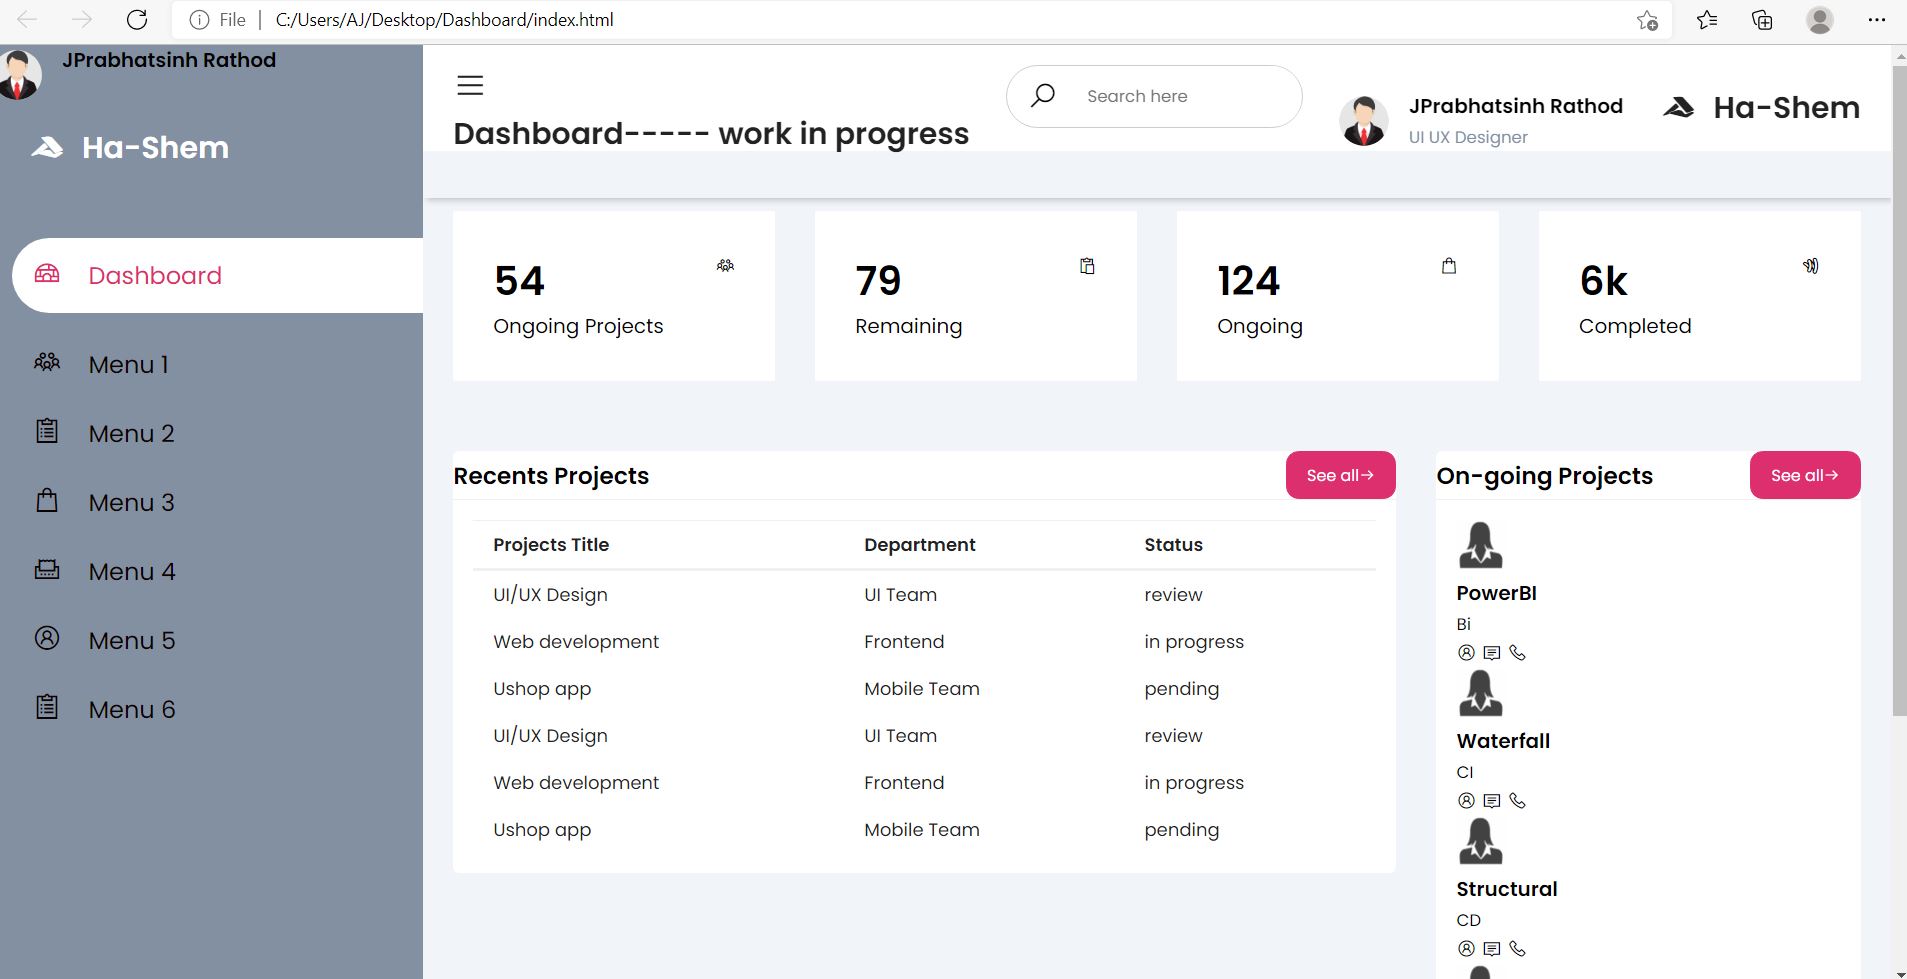 File | C:/Users/AJ/Desktop/Dashboard/index.html
JPrabhatsinh Rathod
Ha-Shem
Dashboard
Menu 1
Menu 2
Menu 3
Menu 4
Menu 5
Menu 6
Dashboard----- work in progress
Search here
JPrabhatsinh Rathod
UI UX Designer
Ha-Shem
54
Ongoing Projects
79
Remaining
124
Ongoing
6k
Completed
Recents Projects
See all→
Projects Title Department Status
UI/UX Design UI Team review
Web development Frontend in progress
Ushop app Mobile Team pending
UI/UX Design UI Team review
Web development Frontend in progress
Ushop app Mobile Team pending
On-going Projects
See all→
PowerBI
Bi
Waterfall
CI
Structural
CD